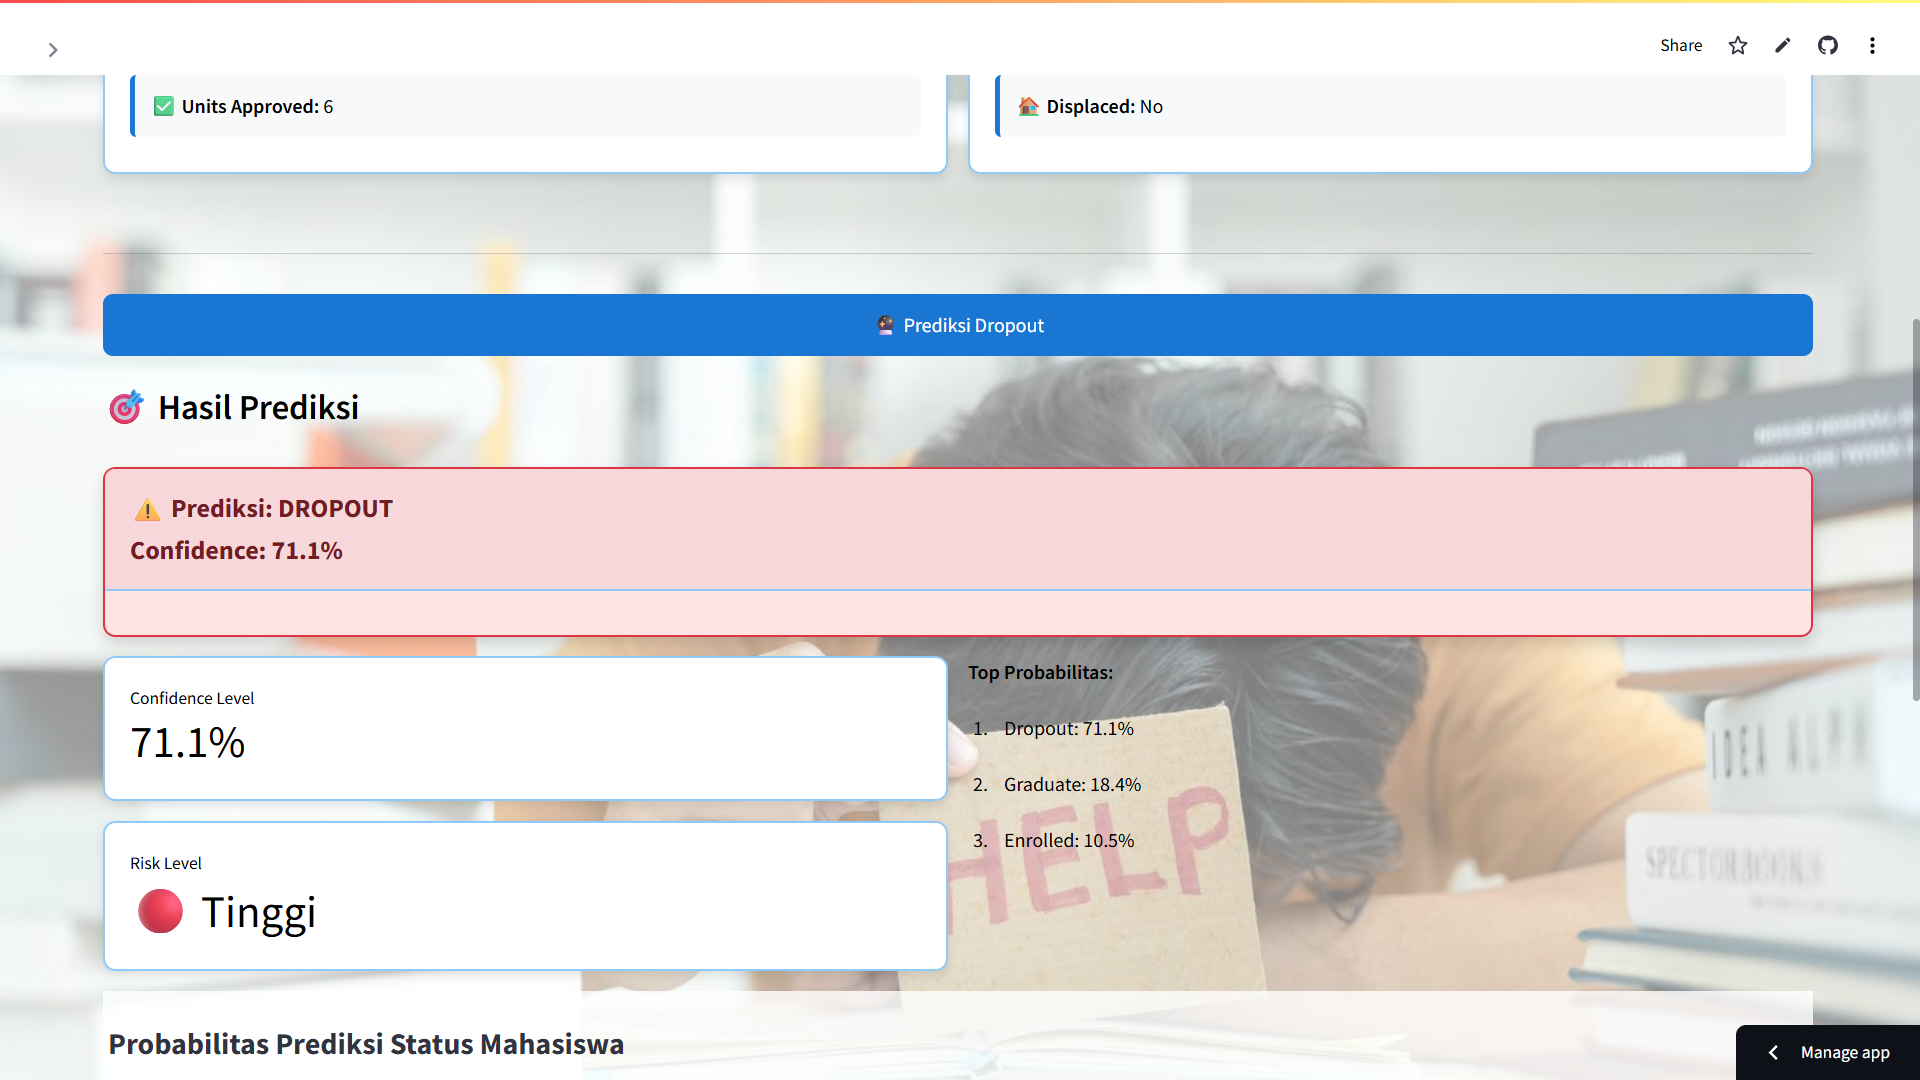 Share
Units Approved: 6
Displaced: No
Prediksi Dropout
Hasil Prediksi
Prediksi: DROPOUT
Confidence: 71.1%
Confidence Level
71.1%
Top Probabilitas:
1. Dropout: 71.1%
2. Graduate: 18.4%
3. Enrolled: 10.5%
HELP
IDEA ALPH
SPECTORBOOKS
Risk Level
Tinggi
Probabilitas Prediksi Status Mahasiswa
Manage app